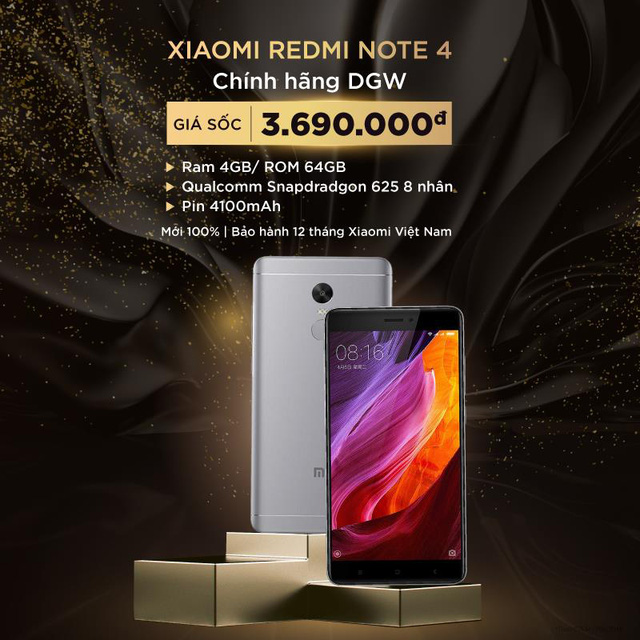 XIAOMI REDMI NOTE 4
Chính hãng DGW
GIÁ SỐC | 3.690.000đ
Ram 4GB/ ROM 64GB
Qualcomm Snapdradgon 625 8 nhân
Pin 4100mAh
Mới 100% | Bảo hành 12 tháng Xiaomi Việt Nam
08:16